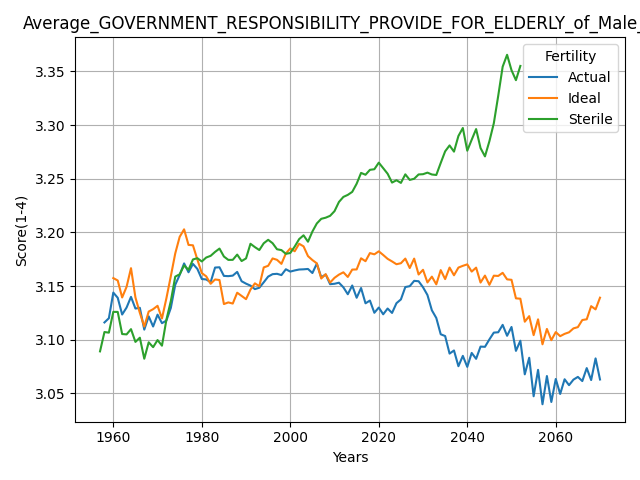 Average_GOVERNMENT_RESPONSIBILITY_PROVIDE_FOR_ELDERLY_of_Male_
Score(1-4)
3.35
3.30
3.25
3.20
3.15
3.10
3.05
Fertility
Actual
Ideal
Sterile
1960 1980 2000 2020 2040 2060
Years